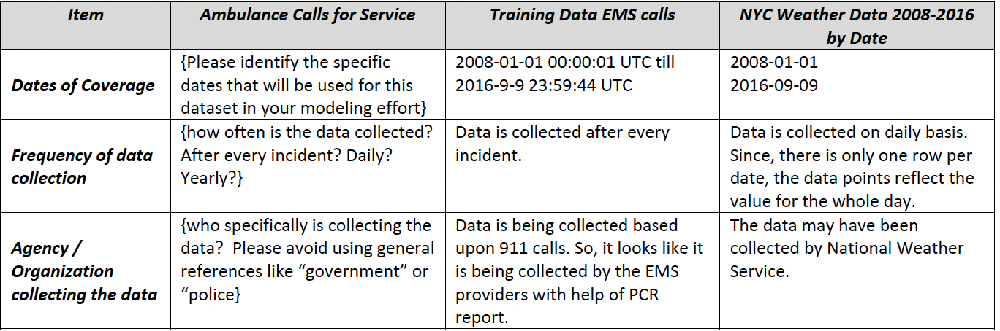 Item
Ambulance Calls for Service
Training Data EMS calls
NYC Weather Data 2008-2016
by Date
Dates of Coverage
{Please identify the specific
dates that will be used for this
dataset in your modeling effort}
2008-01-01 00:00:01 UTC till
2016-9-9 23:59:44 UTC
2008-01-01
2016-09-09
Frequency of data
collection
{how often is the data collected?
After every incident? Daily?
Yearly?}
Data is collected after every
incident.
Data is collected on daily basis.
Since, there is only one row per
date, the data points reflect the
value for the whole day.
Agency /
Organization
collecting the data
{who specifically is collecting the
data?  Please avoid using general
references like “government” or
“police}
Data is being collected based
upon 911 calls. So, it looks like it
is being collected by the EMS
providers with help of PCR
report.
The data may have been
collected by National Weather
Service.